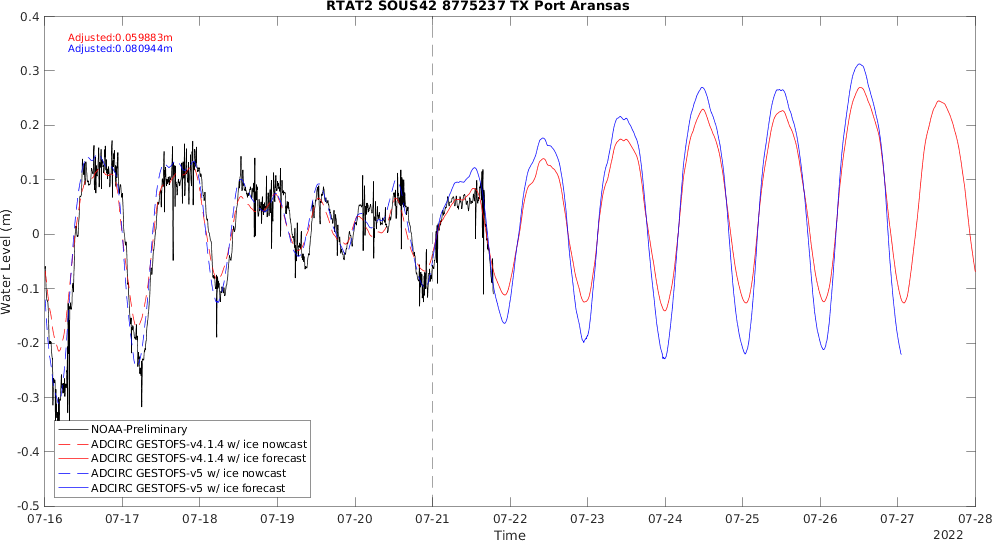 RTAT2 SOUS42 8775237 TX Port Aransas
Adjusted:0.059883m
Adjusted:0.080944m
0.4
0.3
0.2
0.1
0
-0.1
-0.2
-0.3
-0.4
-0.5
Water Level (m)
NOAA-Preliminary
ADCIRC GESTOFS-v4.1.4 w/ ice nowcast
ADCIRC GESTOFS-v4.1.4 w/ ice forecast
ADCIRC GESTOFS-v5 w/ ice nowcast
ADCIRC GESTOFS-v5 w/ ice forecast
07-16 07-17 07-18 07-19 07-20 07-21 07-22 07-23 07-24 07-25 07-26 07-27 07-28
Time
2022